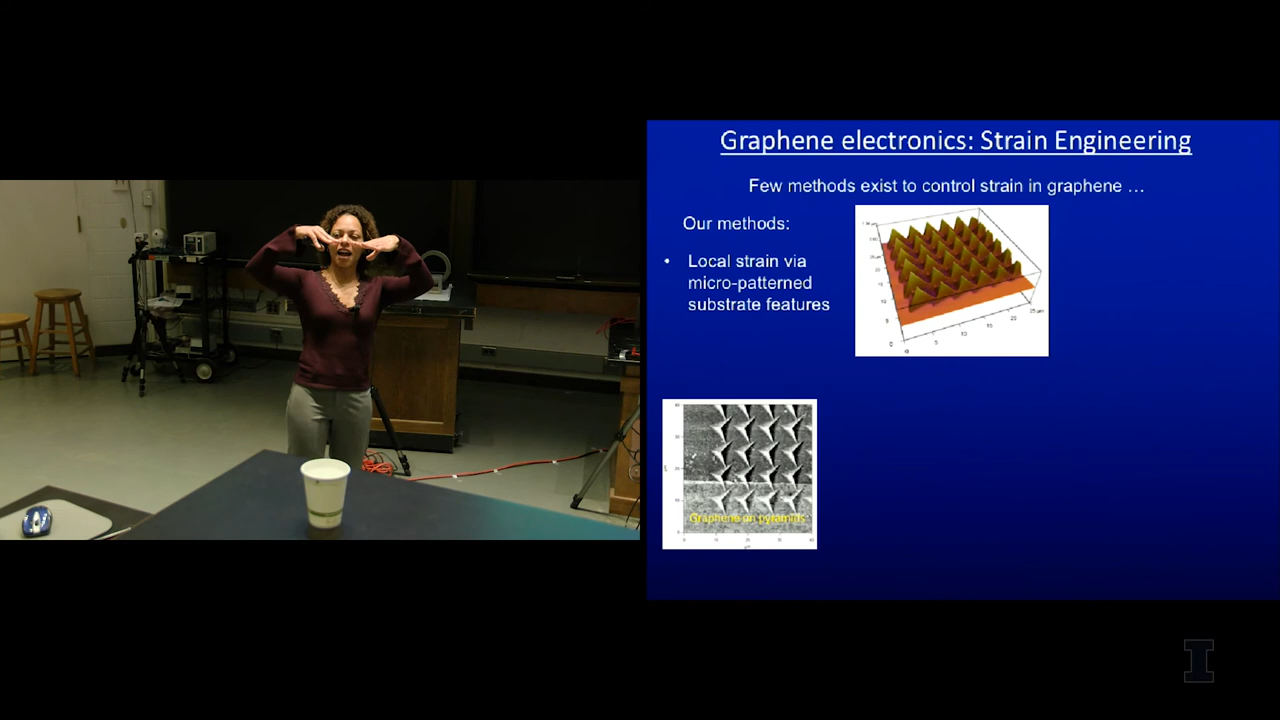 Graphene electronics: Strain Engineering
Few methods exist to control strain in graphene …
Our methods:
• Local strain via
micro-patterned
substrate features
Graphene on pyramids
I